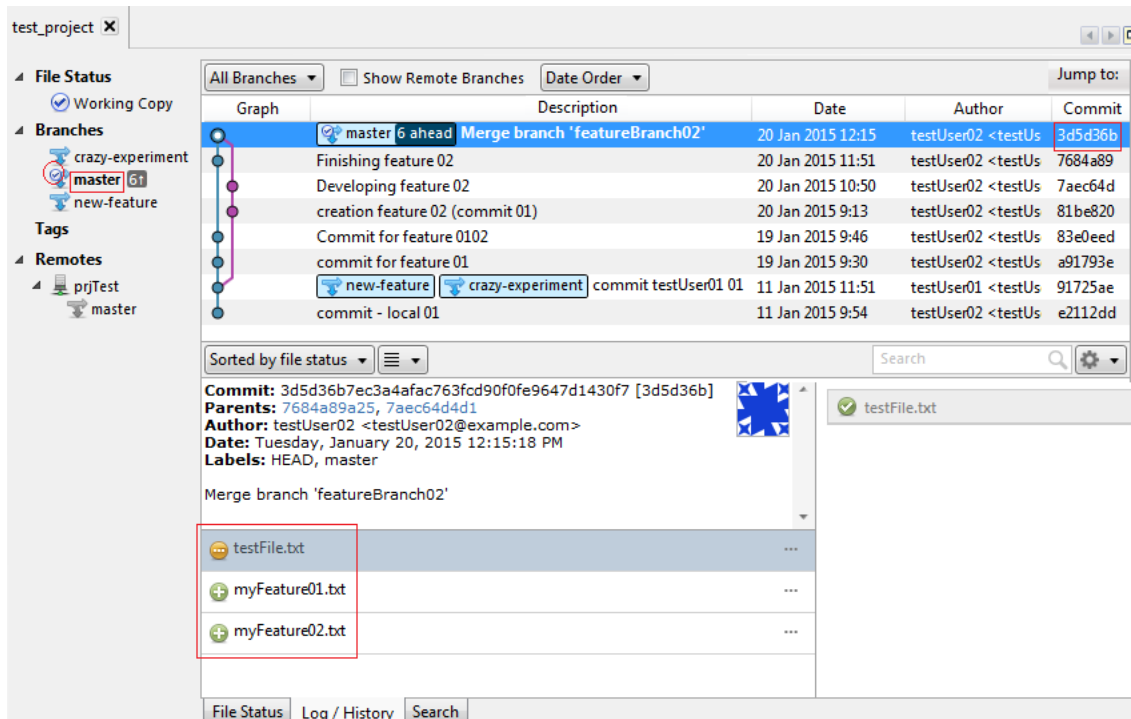 test_project
File Status
Working Copy
Branches
crazy-experiment
master 6↑
new-feature
Tags
Remotes
prjTest
master
All Branches Show Remote Branches Date Order Jump to:
Graph Description Date Author Commit
master 6 ahead Merge branch 'featureBranch02' 20 Jan 2015 12:15 testUser02 <testUs 3d5d36b
Finishing feature 02 20 Jan 2015 11:51 testUser02 <testUs 7684a89
Developing feature 02 20 Jan 2015 10:50 testUser02 <testUs 7aec64d
creation feature 02 (commit 01) 20 Jan 2015 9:13 testUser02 <testUs 81be820
Commit for feature 0102 19 Jan 2015 9:46 testUser02 <testUs 83e0eed
commit for feature 01 19 Jan 2015 9:30 testUser02 <testUs a91793e
new-feature crazy-experiment commit testUser01 01 11 Jan 2015 11:51 testUser01 <testUs 91725ae
commit - local 01 11 Jan 2015 9:54 testUser02 <testUs e2112dd
Sorted by file status Search
Commit: 3d5d36b7ec3a4afac763fcd90f0fe9647d1430f7 [3d5d36b]
Parents: 7684a89a25, 7aec64d4d1
Author: testUser02 <testUser02@example.com>
Date: Tuesday, January 20, 2015 12:15:18 PM
Labels: HEAD, master
Merge branch 'featureBranch02'
testFile.txt
testFile.txt ...
myFeature01.txt ...
myFeature02.txt ...
File Status Log / History Search